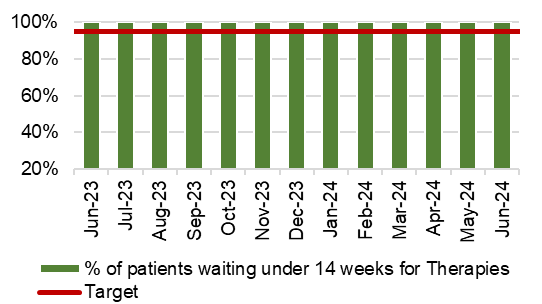 100%
80%
60%
40%
20%
Jun-23
Jul-23
Aug-23
Sep-23
Oct-23
Nov-23
Dec-23
Jan-24
Feb-24
Mar-24
Apr-24
May-24
Jun-24
% of patients waiting under 14 weeks for Therapies
Target